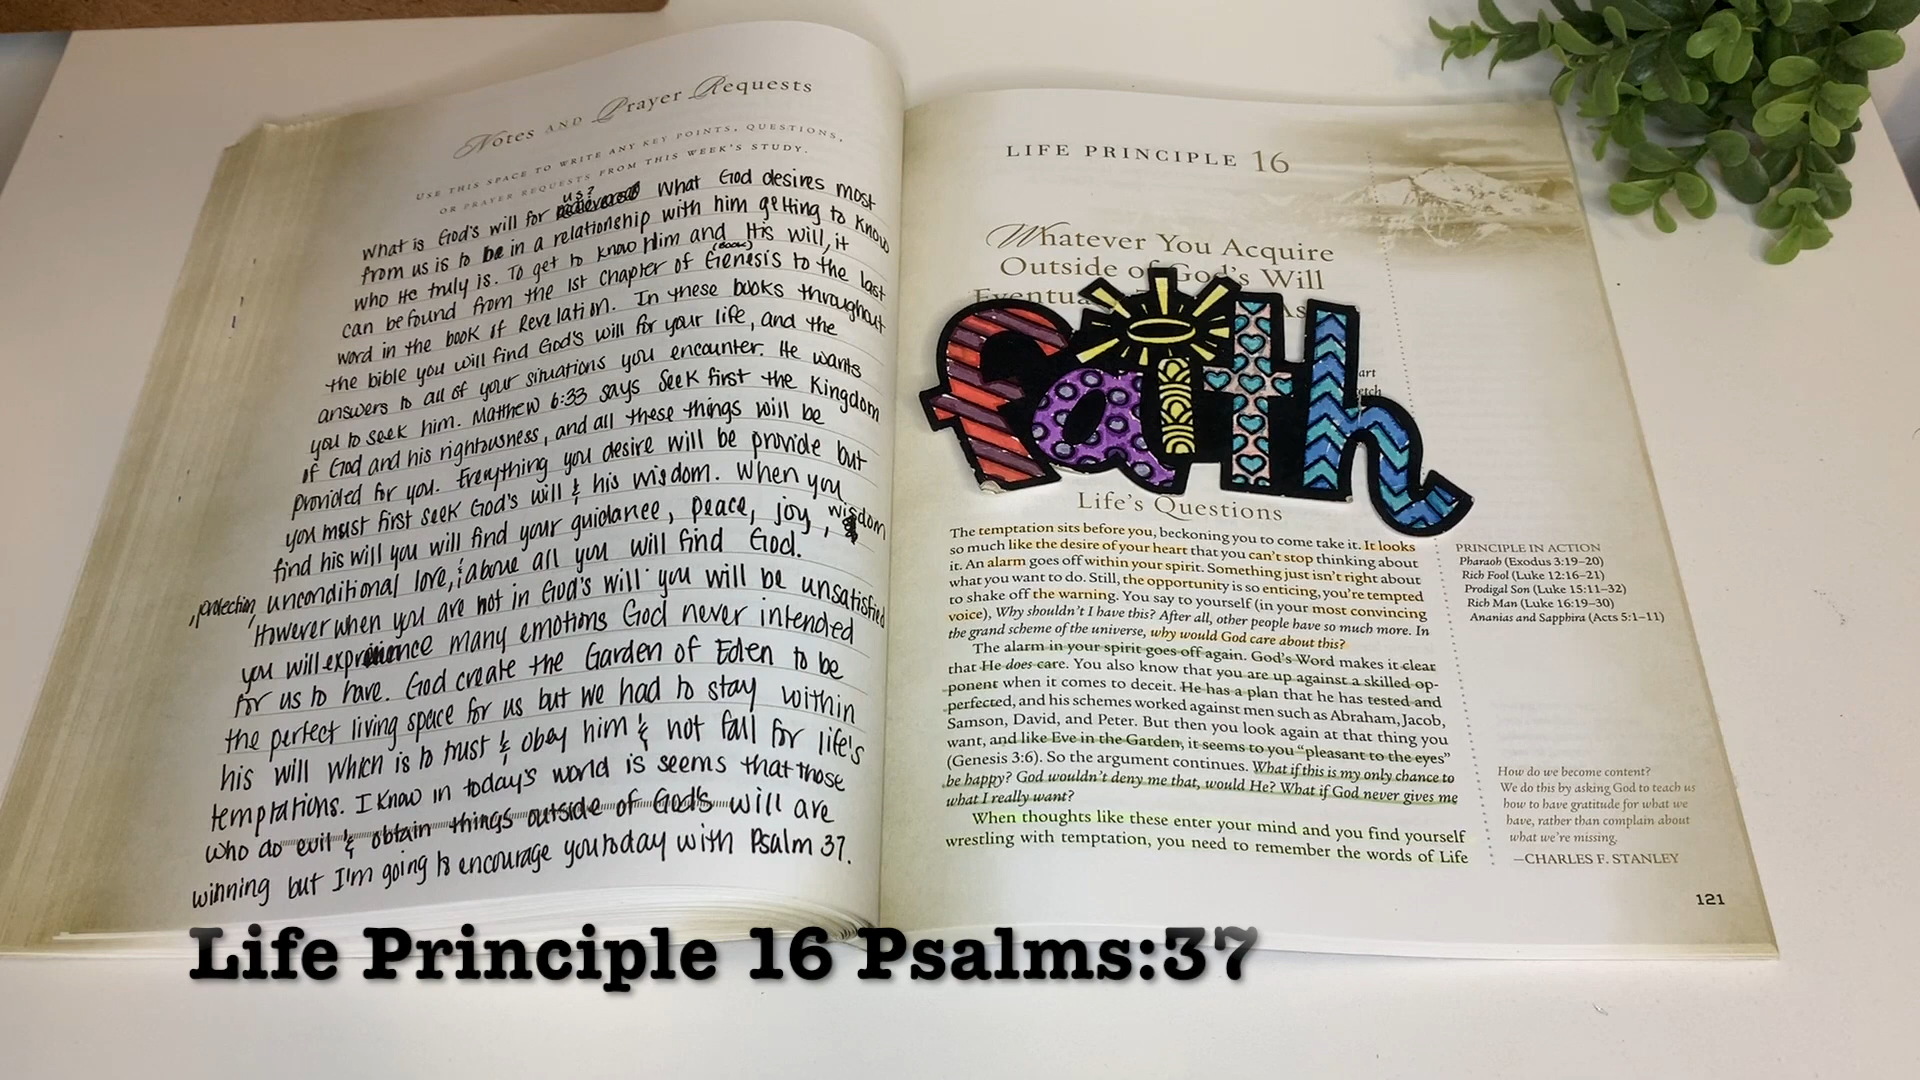 Notes AND Prayer Requests
USE THIS SPACE TO WRITE ANY KEY POINTS, QUESTIONS,
OR PRAYER REQUESTS FROM THIS WEEK'S STUDY.
What is God's will for us? What God desires most
from us is to be in a relationship with him getting to know
who He truly is. To get to know Him and His will, it
can be found from the 1st chapter of (Book) Genesis to the last
word in the book of Revelation. In these books throughout
the bible you will find God's will for your life, and the
answers to all of your situations you encounter. He wants
you to seek him. Matthew 6:33 says Seek first the Kingdom
of God and his rightousness, and all these things will be
provided for you. Everything you desire will be provide but
you must first seek God's will & his wisdom. When you
find his will you will find your guidance, peace, joy, wisdom
,protection, unconditional love, & above all you will find God.
However when you are not in God's will you will be unsatisfied
you will exprenience many emotions God never intended
for us to have. God create the Garden of Eden to be
the perfect living space for us but we had to stay within
his will which is to trust & obey him & not fall for life's
temptations. I know in today's world is seems that those
who do evil & obtain things outside of God's will are
winning but I'm going to encourage you today with Psalm 37.
LIFE PRINCIPLE 16
Whatever You Acquire
Outside of God's Will
Eventua As
faith
art
etch
Life's Questions
The temptation sits before you, beckoning you to come take it. It looks
so much like the desire of your heart that you can't stop thinking about
it. An alarm goes off within your spirit. Something just isn't right about
what you want to do. Still, the opportunity is so enticing, you're tempted
to shake off the warning. You say to yourself (in your most convincing
voice), Why shouldn't I have this? After all, other people have so much more. In
the grand scheme of the universe, why would God care about this?
The alarm in your spirit goes off again. God's Word makes it clear
that He does care. You also know that you are up against a skilled op-
ponent when it comes to deceit. He has a plan that he has tested and
perfected, and his schemes worked against men such as Abraham, Jacob,
Samson, David, and Peter. But then you look again at that thing you
want, and like Eve in the Garden, it seems to you "pleasant to the eyes"
(Genesis 3:6). So the argument continues. What if this is my only chance to
be happy? God wouldn't deny me that, would He? What if God never gives me
what I really want?
When thoughts like these enter your mind and you find yourself
wrestling with temptation, you need to remember the words of Life
PRINCIPLE IN ACTION
Pharaoh (Exodus 3:19–20)
Rich Fool (Luke 12:16–21)
Prodigal Son (Luke 15:11–32)
Rich Man (Luke 16:19–30)
Ananias and Sapphira (Acts 5:1–11)
How do we become content?
We do this by asking God to teach us
how to have gratitude for what we
have, rather than complain about
what we're missing.
—CHARLES F. STANLEY
121
Life Principle 16 Psalms:37